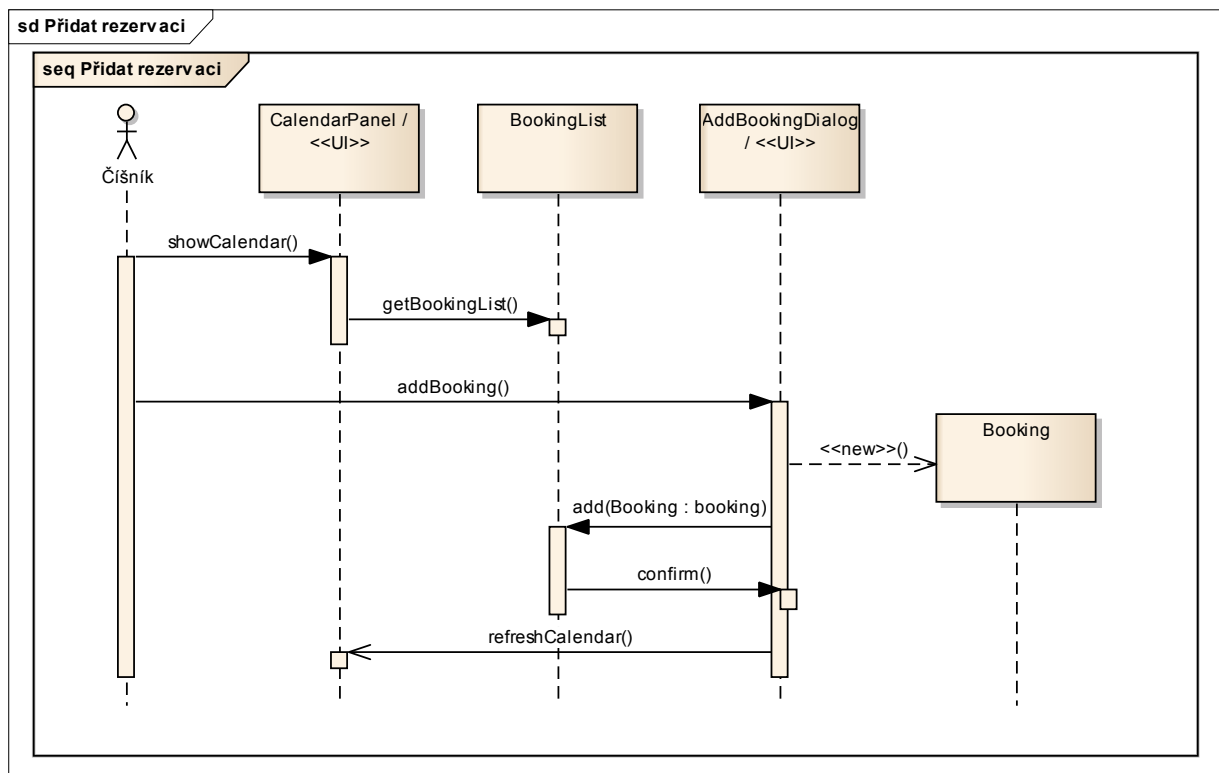 sd Přidat rezervaci
seq Přidat rezervaci
Číšník
CalendarPanel /
<<UI>>
BookingList
AddBookingDialog
/ <<UI>>
showCalendar()
getBookingList()
addBooking()
Booking
<<new>>()
add(Booking : booking)
confirm()
refreshCalendar()